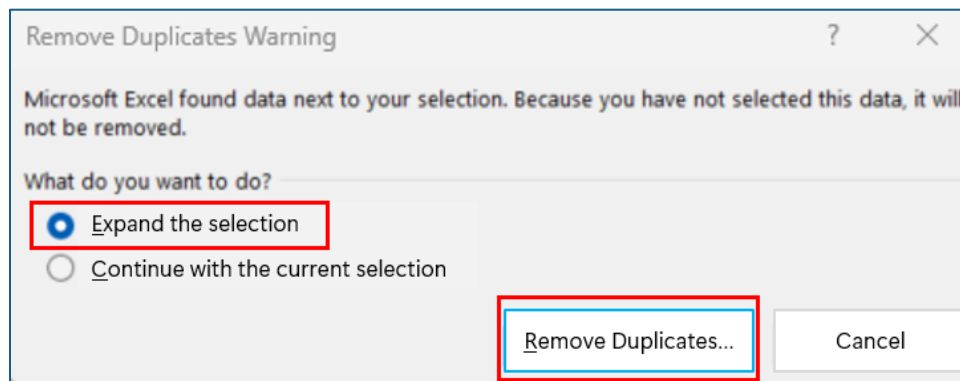 Remove Duplicates Warning ? ×
Microsoft Excel found data next to your selection. Because you have not selected this data, it will
not be removed.
What do you want to do?
Expand the selection
Continue with the current selection
Remove Duplicates... Cancel